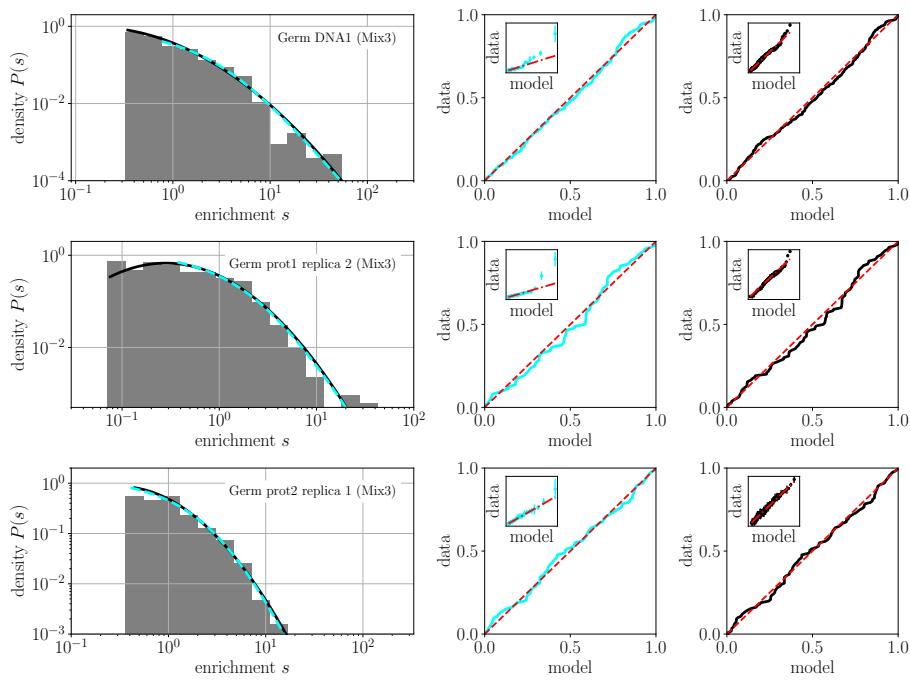 density P(s)
10^0
10^−2
10^−4
Germ DNA1 (Mix3)
10^−1
10^0
10^1
10^2
enrichment s
data
1.0
0.5
0.0
data
model
0.0
0.5
1.0
model
data
1.0
0.5
0.0
data
model
0.0
0.5
1.0
model
density P(s)
10^0
10^−2
Germ prot1 replica 2 (Mix3)
10^−1
10^0
10^1
10^2
enrichment s
data
1.0
0.5
0.0
data
model
0.0
0.5
1.0
model
data
1.0
0.5
0.0
data
model
0.0
0.5
1.0
model
density P(s)
10^0
10^−1
10^−2
10^−3
Germ prot2 replica 1 (Mix3)
10^−1
10^0
10^1
10^2
enrichment s
data
1.0
0.5
0.0
data
model
0.0
0.5
1.0
model
data
1.0
0.5
0.0
data
model
0.0
0.5
1.0
model